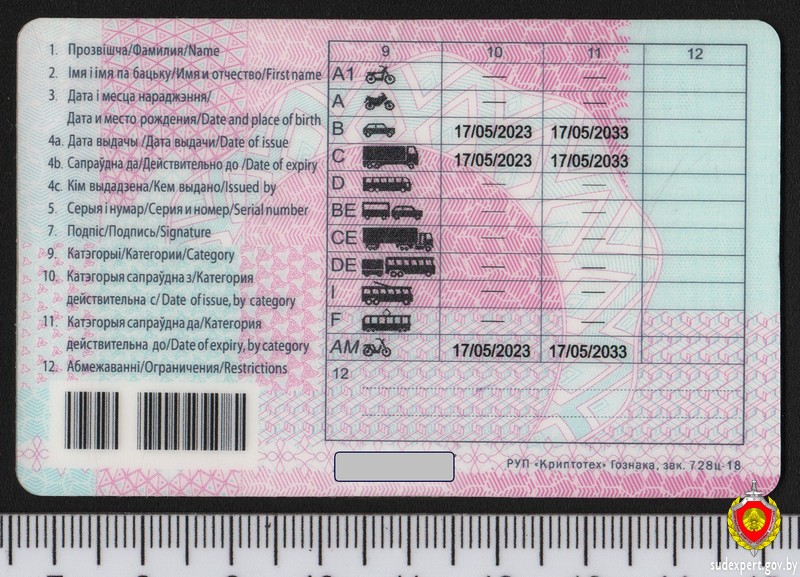 1. Прозвішча/Фамилия/Name
2. Імя і імя па бацьку/Имя и отчество/First name
3. Дата і месца нараджэння/
Дата и место рождения/Date and place of birth
4a. Дата выдачы /Дата выдачи/Date of issue
4b. Сапраўдна да/Действительно до /Date of expiry
4c. Кім выдадзена/Кем выдано/Issued by
5. Серыя і нумар/Серия и номер/Serial number
7. Подпіс/Подпись/Signature
9. Катэгорыі/Категории/Category
10. Катэгорыя сапраўдна з/Категория
действительна с/ Date of issue, by category
11. Катэгорыя сапраўдна да/Категория
действительна до/Date of expiry, by category
12. Абмежаванні/Ограничения/Restrictions
9 10 11 12
A1 — —
A — —
B 17/05/2023 17/05/2033
C 17/05/2023 17/05/2033
D — —
BE — —
CE — —
DE — —
I — —
F — —
AM 17/05/2023 17/05/2033
12
РУП «Криптотех» Гознака, зак. 728ц-18
sudexpert.gov.by